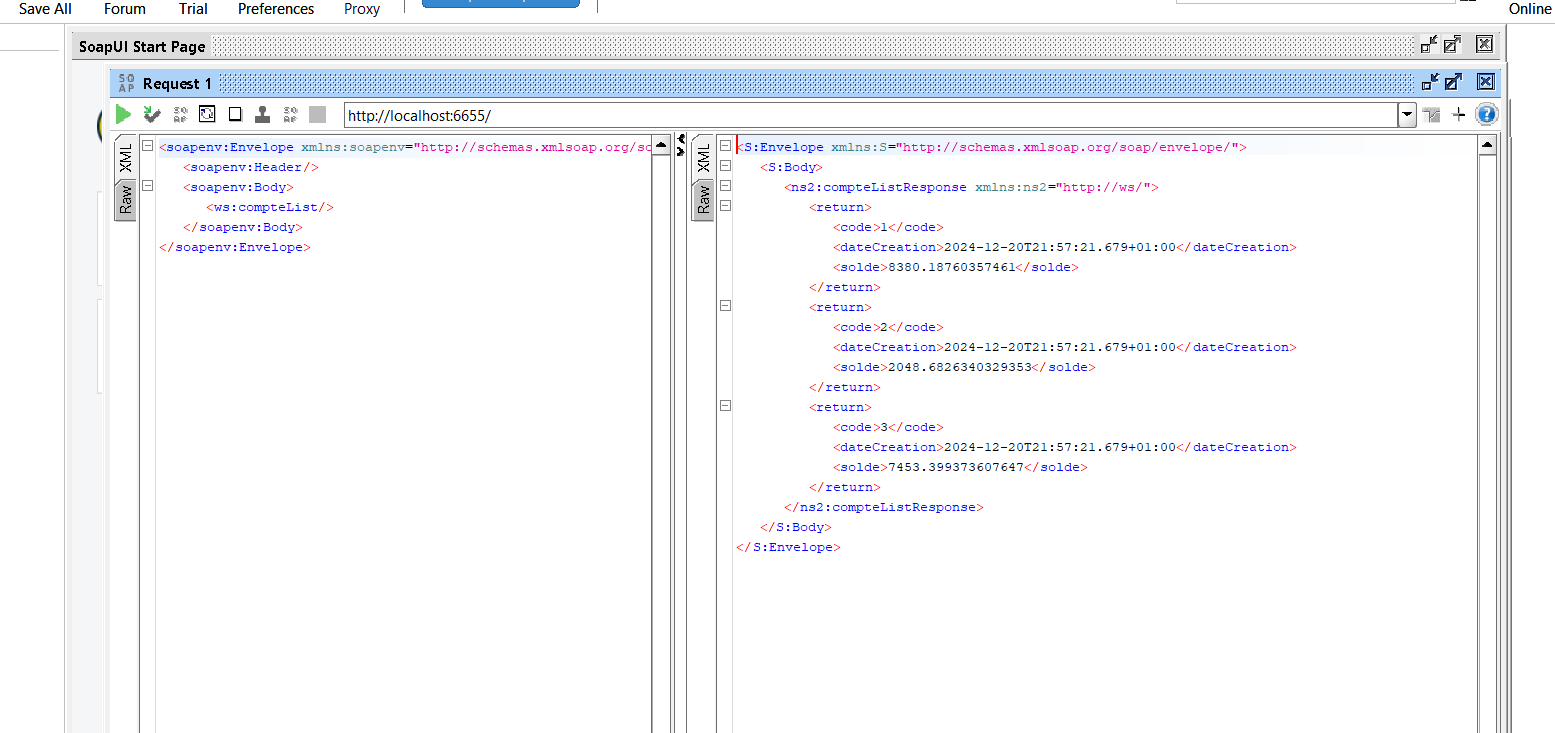 Save All Forum Trial Preferences Proxy Online
SoapUI Start Page
SO AP Request 1
SO AP SO AP http://localhost:6655/ ?
XML
Raw
<soapenv:Envelope xmlns:soapenv="http://schemas.xmlsoap.org/so
<soapenv:Header/>
<soapenv:Body>
<ws:compteList/>
</soapenv:Body>
</soapenv:Envelope>
XML
Raw
<S:Envelope xmlns:S="http://schemas.xmlsoap.org/soap/envelope/">
<S:Body>
<ns2:compteListResponse xmlns:ns2="http://ws/">
<return>
<code>1</code>
<dateCreation>2024-12-20T21:57:21.679+01:00</dateCreation>
<solde>8380.18760357461</solde>
</return>
<return>
<code>2</code>
<dateCreation>2024-12-20T21:57:21.679+01:00</dateCreation>
<solde>2048.6826340329353</solde>
</return>
<return>
<code>3</code>
<dateCreation>2024-12-20T21:57:21.679+01:00</dateCreation>
<solde>7453.399373607647</solde>
</return>
</ns2:compteListResponse>
</S:Body>
</S:Envelope>